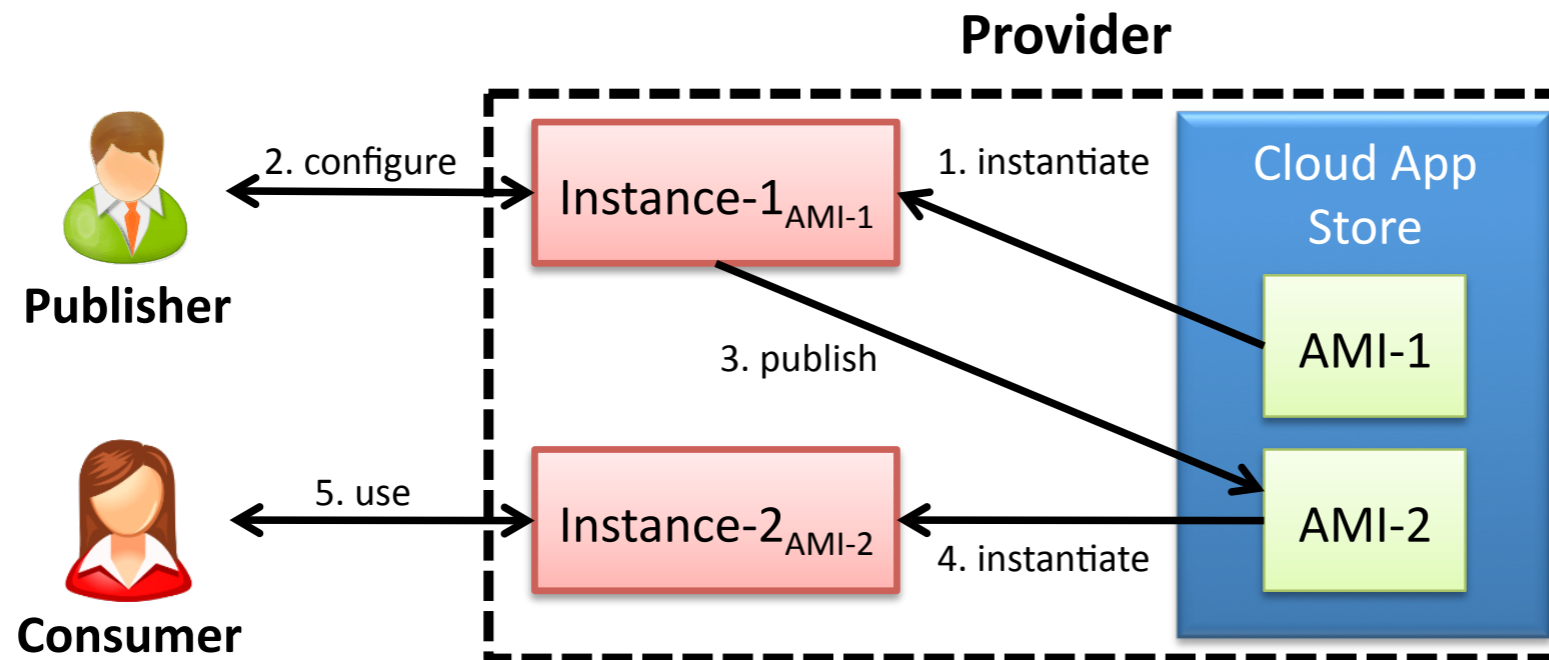 Provider
2. configure
Instance-1AMI-1
1. instantiate
Cloud App
Store
Publisher
3. publish
AMI-1
5. use
Instance-2AMI-2
4. instantiate
AMI-2
Consumer